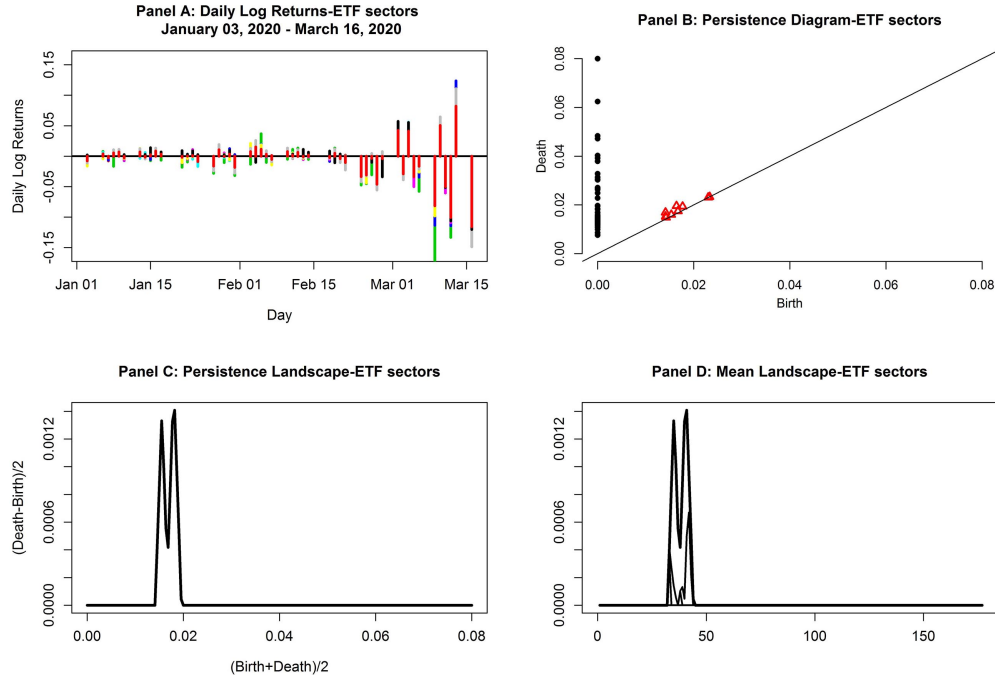 Panel A: Daily Log Returns-ETF sectors
January 03, 2020 - March 16, 2020
Daily Log Returns
0.15
0.05
-0.05
-0.15
Jan 01
Jan 15
Feb 01
Feb 15
Mar 01
Mar 15
Day
Panel B: Persistence Diagram-ETF sectors
Death
0.08
0.06
0.04
0.02
0.00
0.00
0.02
0.04
0.06
0.08
Birth
Panel C: Persistence Landscape-ETF sectors
(Death-Birth)/2
0.0012
0.0006
0.0000
0.00
0.02
0.04
0.06
0.08
(Birth+Death)/2
Panel D: Mean Landscape-ETF sectors
0.0012
0.0006
0.0000
0
50
100
150